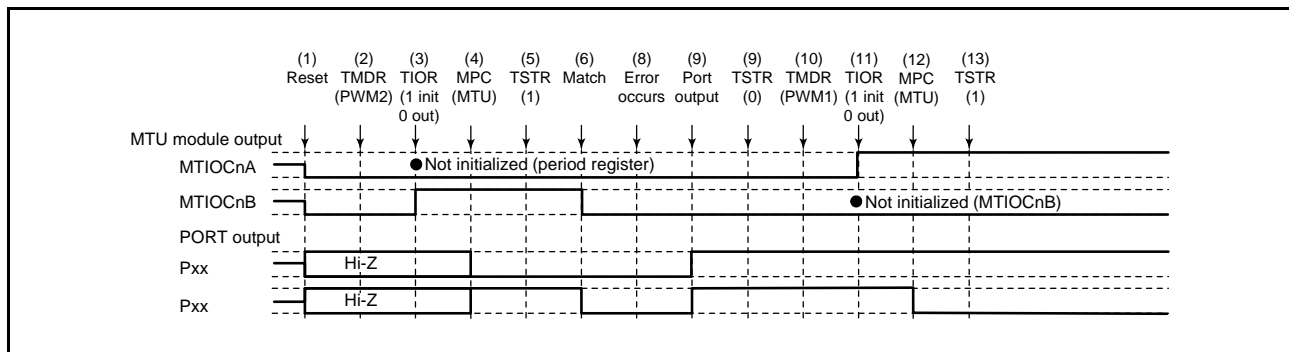 (1) (2) (3) (4) (5) (6) (8) (9) (9) (10) (11) (12) (13)
Reset TMDR TIOR MPC TSTR Match Error Port TSTR TMDR TIOR MPC TSTR
(PWM2) (1 init (MTU) (1) occurs output (0) (PWM1) (1 init (MTU) (1)
0 out) 0 out)
MTU module output
MTIOCnA Not initialized (period register)
MTIOCnB Not initialized (MTIOCnB)
PORT output
Pxx Hi-Z
Pxx Hi-Z